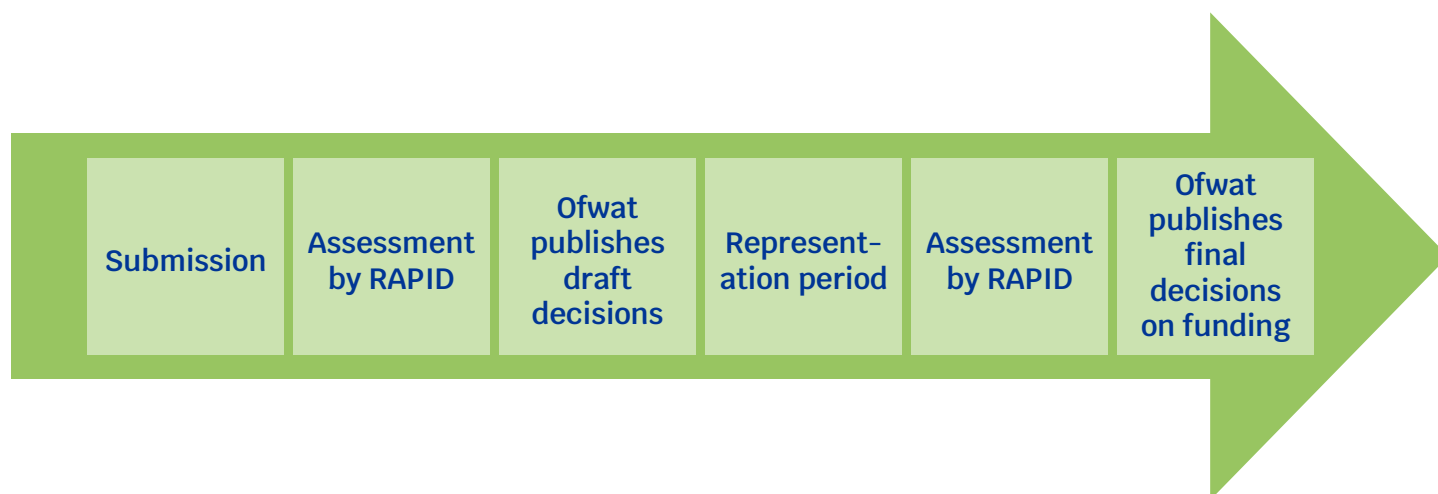 Submission
Assessment
by RAPID
Ofwat
publishes
draft
decisions
Represent-
ation period
Assessment
by RAPID
Ofwat
publishes
final
decisions
on funding